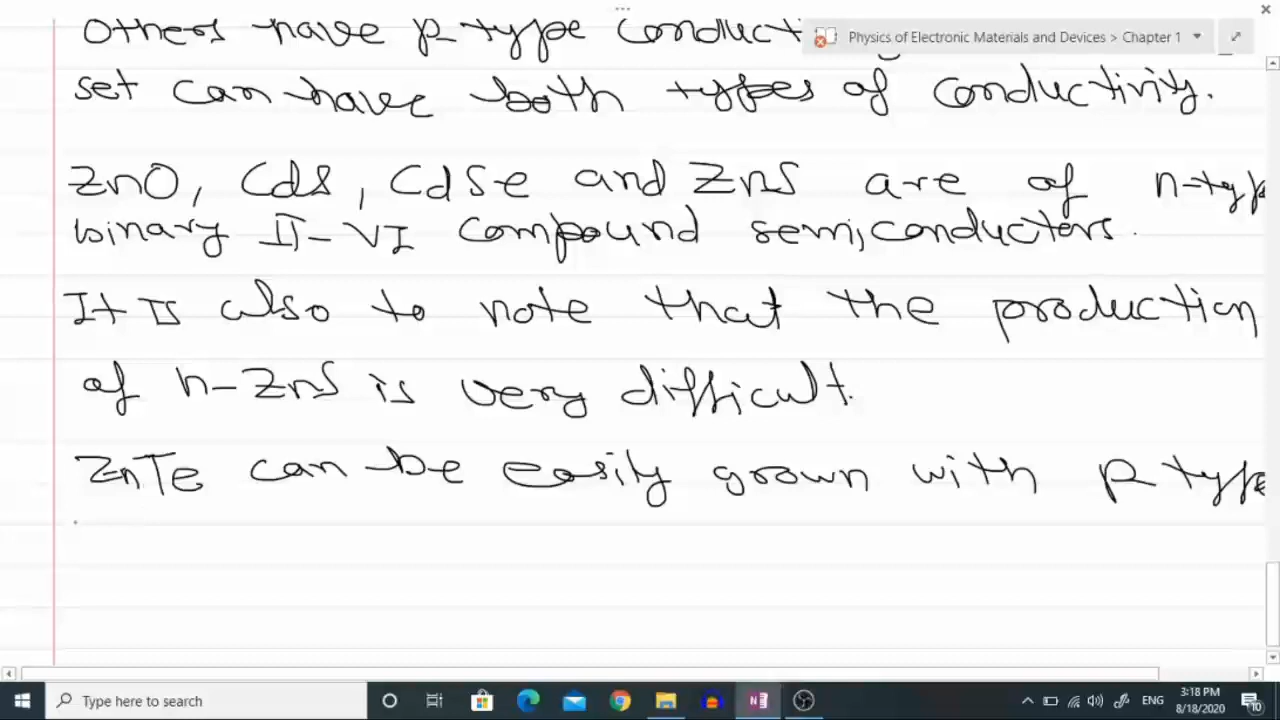 Others have p type conduct
Physics of Electronic Materials and Devices > Chapter 1
set can have both types of conductivity.
ZnO, CdS, CdSe and ZnS are of n-typ
binary II-VI compound semiconductors.
It is also to note that the production
of n-ZnS is very difficult.
ZnTe can be easily grown with p type
Type here to search
ENG
3:18 PM
8/18/2020
10